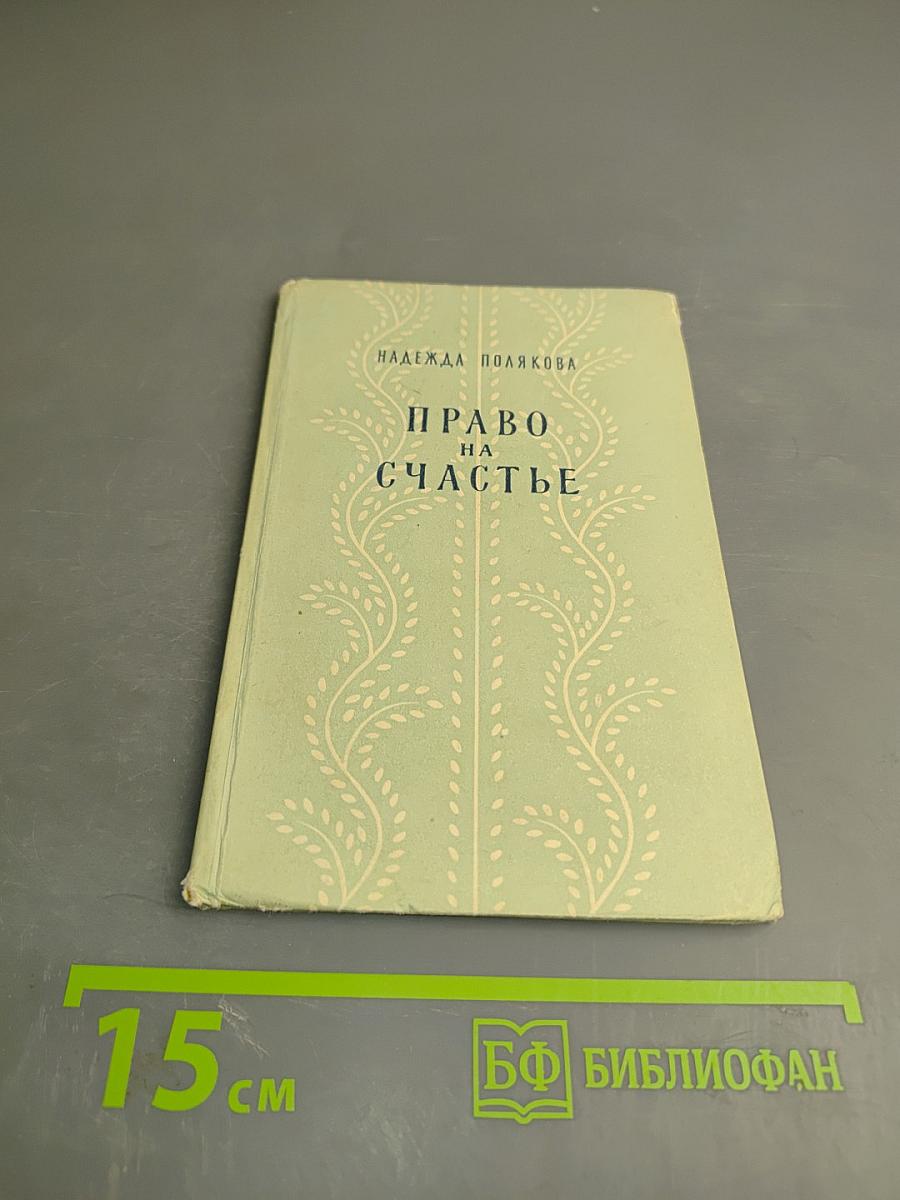 НАДЕЖДА ПОЛЯКОВА
ПРАВО
НА
СЧАСТЬЕ
15 см
БФ БИБЛИОФАН